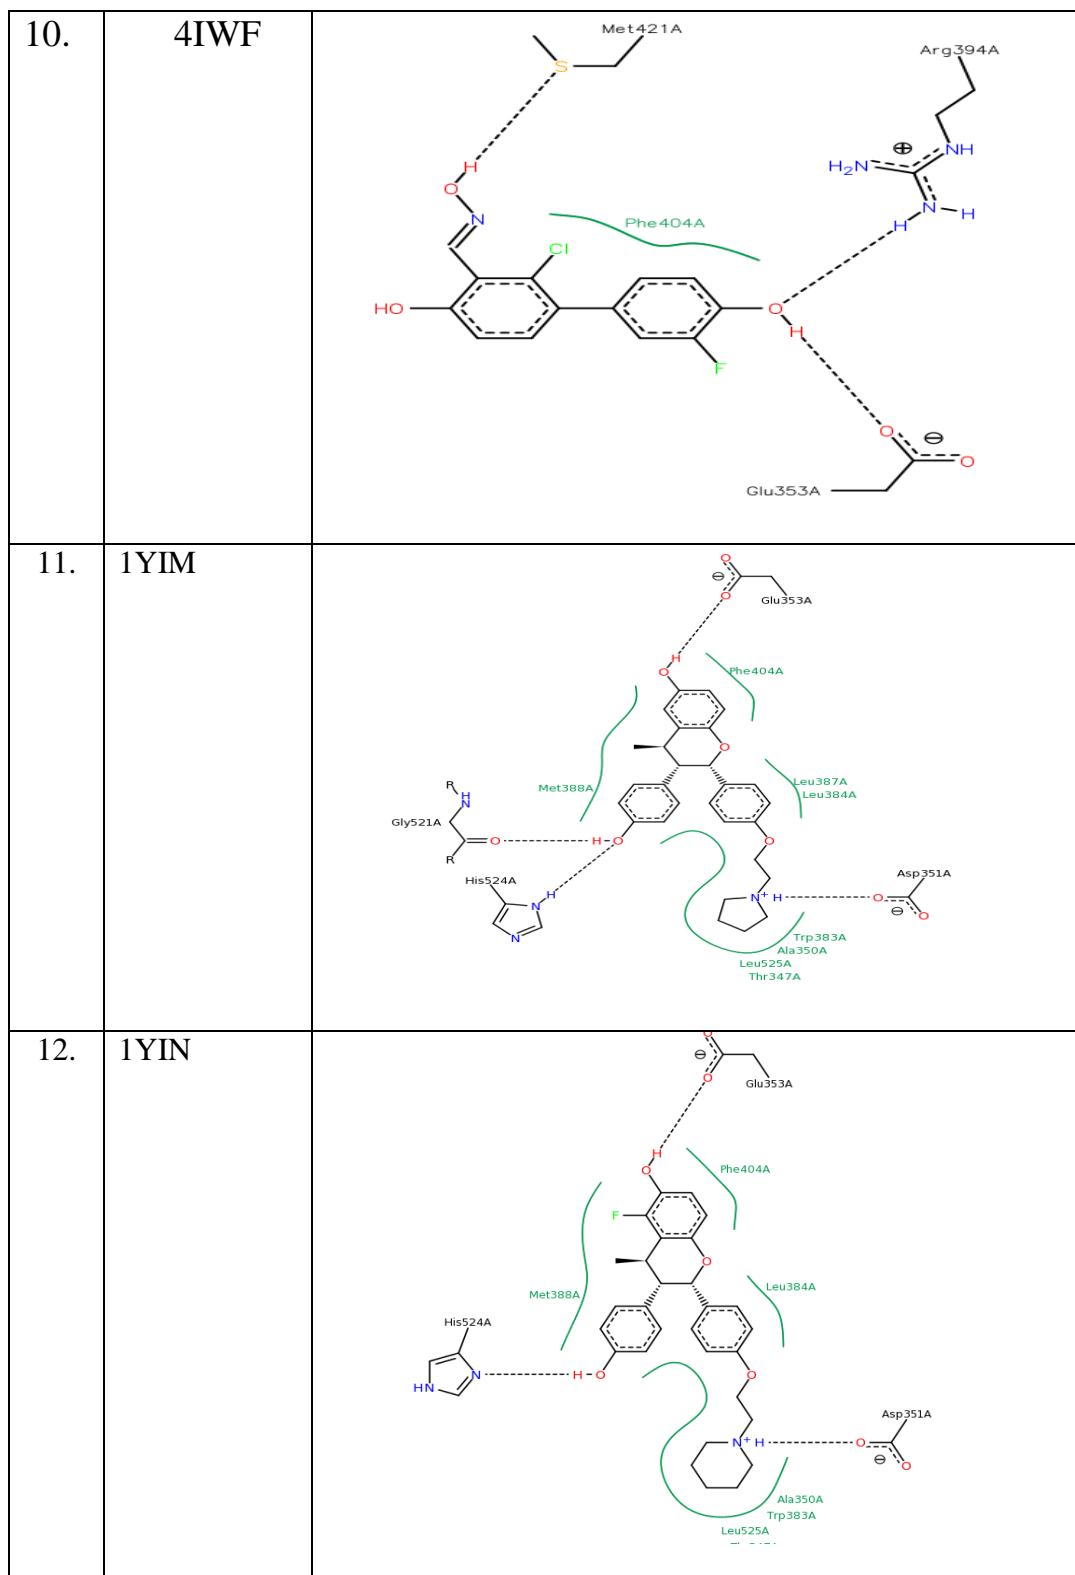 10. 4IWF
Met421A
Arg394A
S
H
O
N
NH
H₂N
N H
H
Phe404A
Cl
HO
O
H
F
O
O
Glu353A
11. 1YIM
O
O
Glu353A
H
O
Phe404A
O
Met388A
Leu387A
Leu384A
R
H
N
Gly521A
O
H O
O
R
His524A
H
N
N
N⁺ H
Asp351A
O
O
Trp383A
Ala350A
Leu525A
Thr347A
12. 1YIN
O
O
Glu353A
H
O
Phe404A
F
O
Met388A
Leu384A
His524A
N
HN
H O
O
Asp351A
N⁺ H
O
O
Ala350A
Trp383A
Leu525A